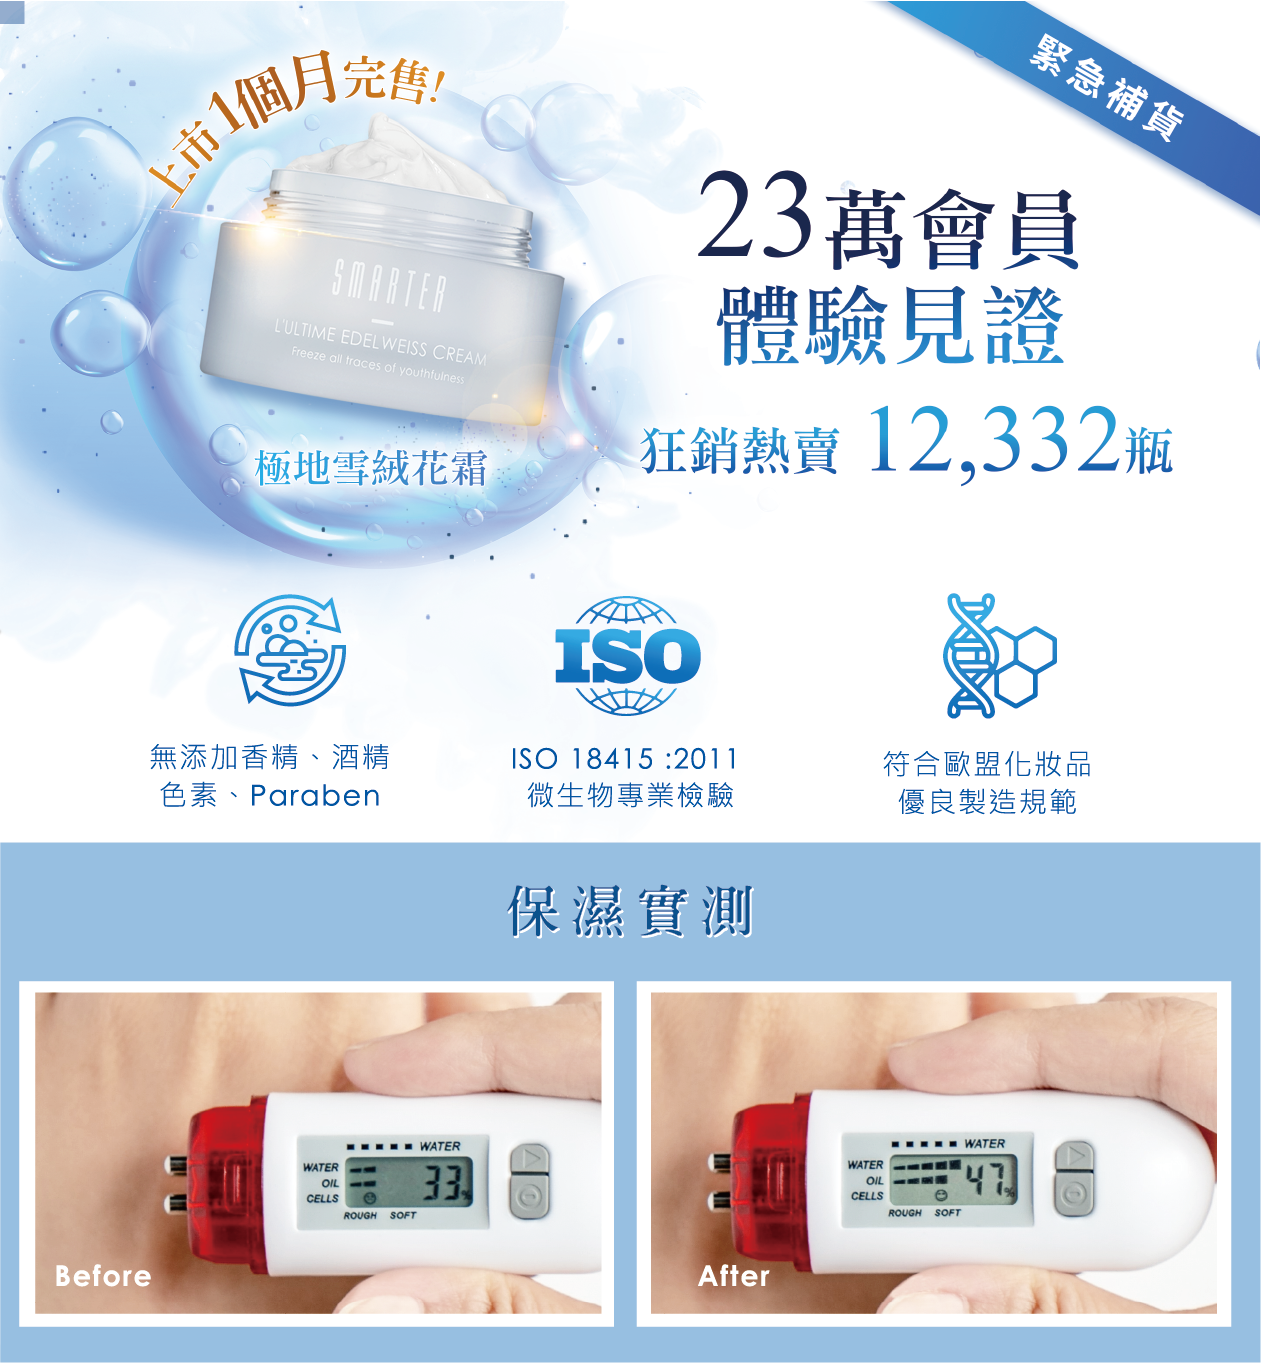 緊急補貨
上市1個月完售!
SMARTER
L'ULTIME EDELWEISS CREAM
Freeze all traces of youthfulness
極地雪絨花霜
23萬會員
體驗見證
狂銷熱賣 12,332瓶
ISO
無添加香精、酒精
色素、Paraben
ISO 18415 :2011
微生物專業檢驗
符合歐盟化妝品
優良製造規範
保濕實測
WATER
WATER
OIL
CELLS
33%
ROUGH SOFT
Before
WATER
WATER
OIL
CELLS
47%
ROUGH SOFT
After